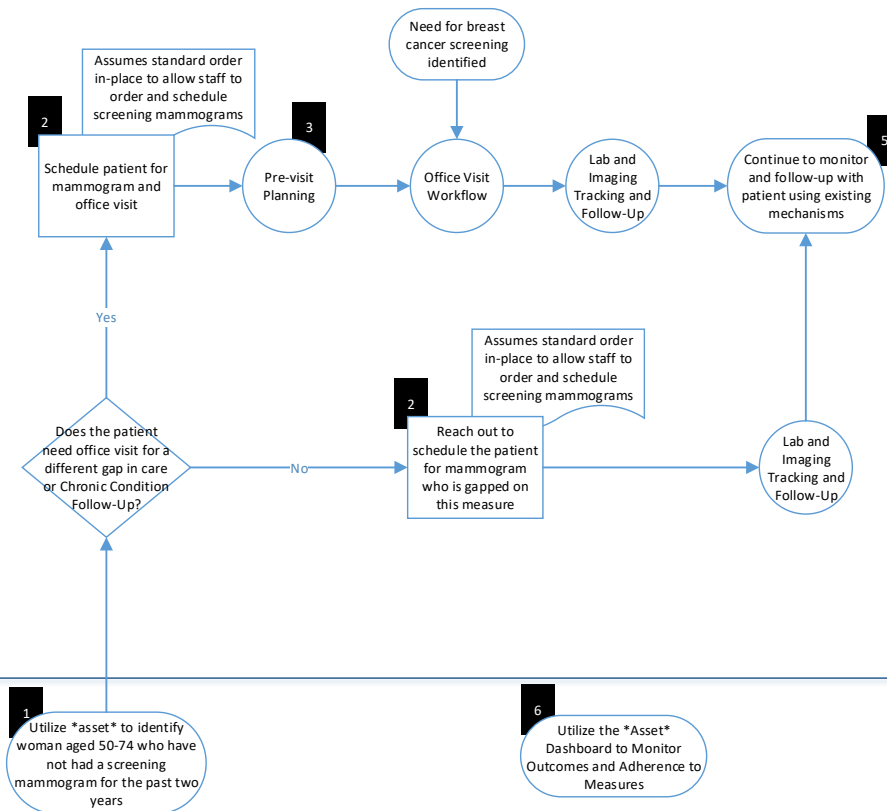 Need for breast
cancer screening
identified
Assumes standard order
in-place to allow staff to
order and schedule
screening mammograms
2
3
5
Schedule patient for
mammogram and
office visit
Pre-visit
Planning
Office Visit
Workflow
Lab and
Imaging
Tracking and
Follow-Up
Continue to monitor
and follow-up with
patient using existing
mechanisms
Yes
Assumes standard order
in-place to allow staff to
order and schedule
screening mammograms
2
Does the patient
need office visit for a
different gap in care
or Chronic Condition
Follow-Up?
No
Reach out to
schedule the patient
for mammogram
who is gapped on
this measure
Lab and
Imaging
Tracking and
Follow-Up
1
Utilize *asset* to identify
woman aged 50-74 who have
not had a screening
mammogram for the past two
years
6
Utilize the *Asset*
Dashboard to Monitor
Outcomes and Adherence to
Measures